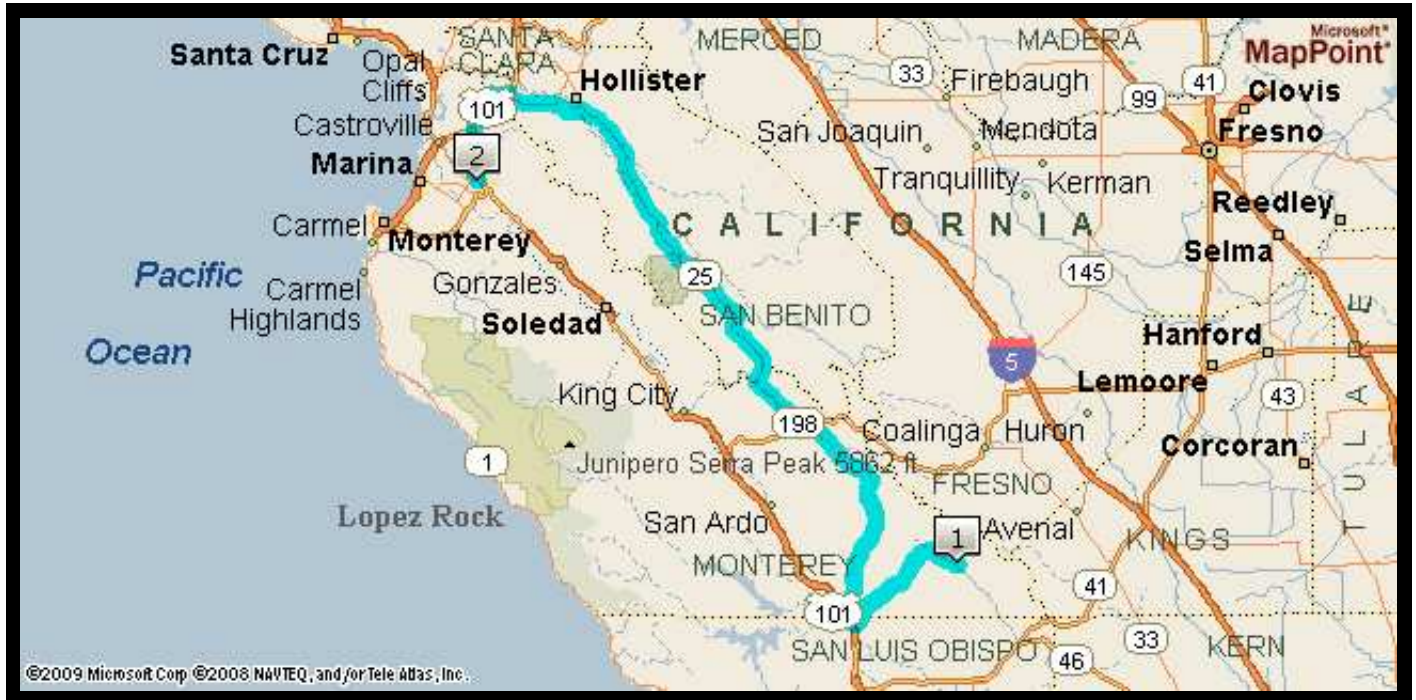 Microsoft®
MapPoint®
SANTA
CLARA
MERCED
MADERA
Santa Cruz
Opal
Cliffs
Hollister
33
Firebaugh
41
99
Clovis
101
Castroville
San Joaquin
Mendota
Fresno
2
Marina
Tranquillity
Kerman
Reedley
Carmel
Monterey
CALIFORNIA
Selma
Pacific
Ocean
Carmel
Highlands
Gonzales
25
145
Soledad
SAN BENITO
Hanford
5
Lemoore
TULARE
King City
43
198
Coalinga
Huron
Corcoran
1
Junipero Serra Peak 5862 ft
FRESNO
Lopez Rock
San Ardo
1
Avenal
KINGS
MONTEREY
41
101
SAN LUIS OBISPO
46
33
KERN
©2009 Microsoft Corp ©2008 NAVTEQ, and/or Tele Atlas, Inc.